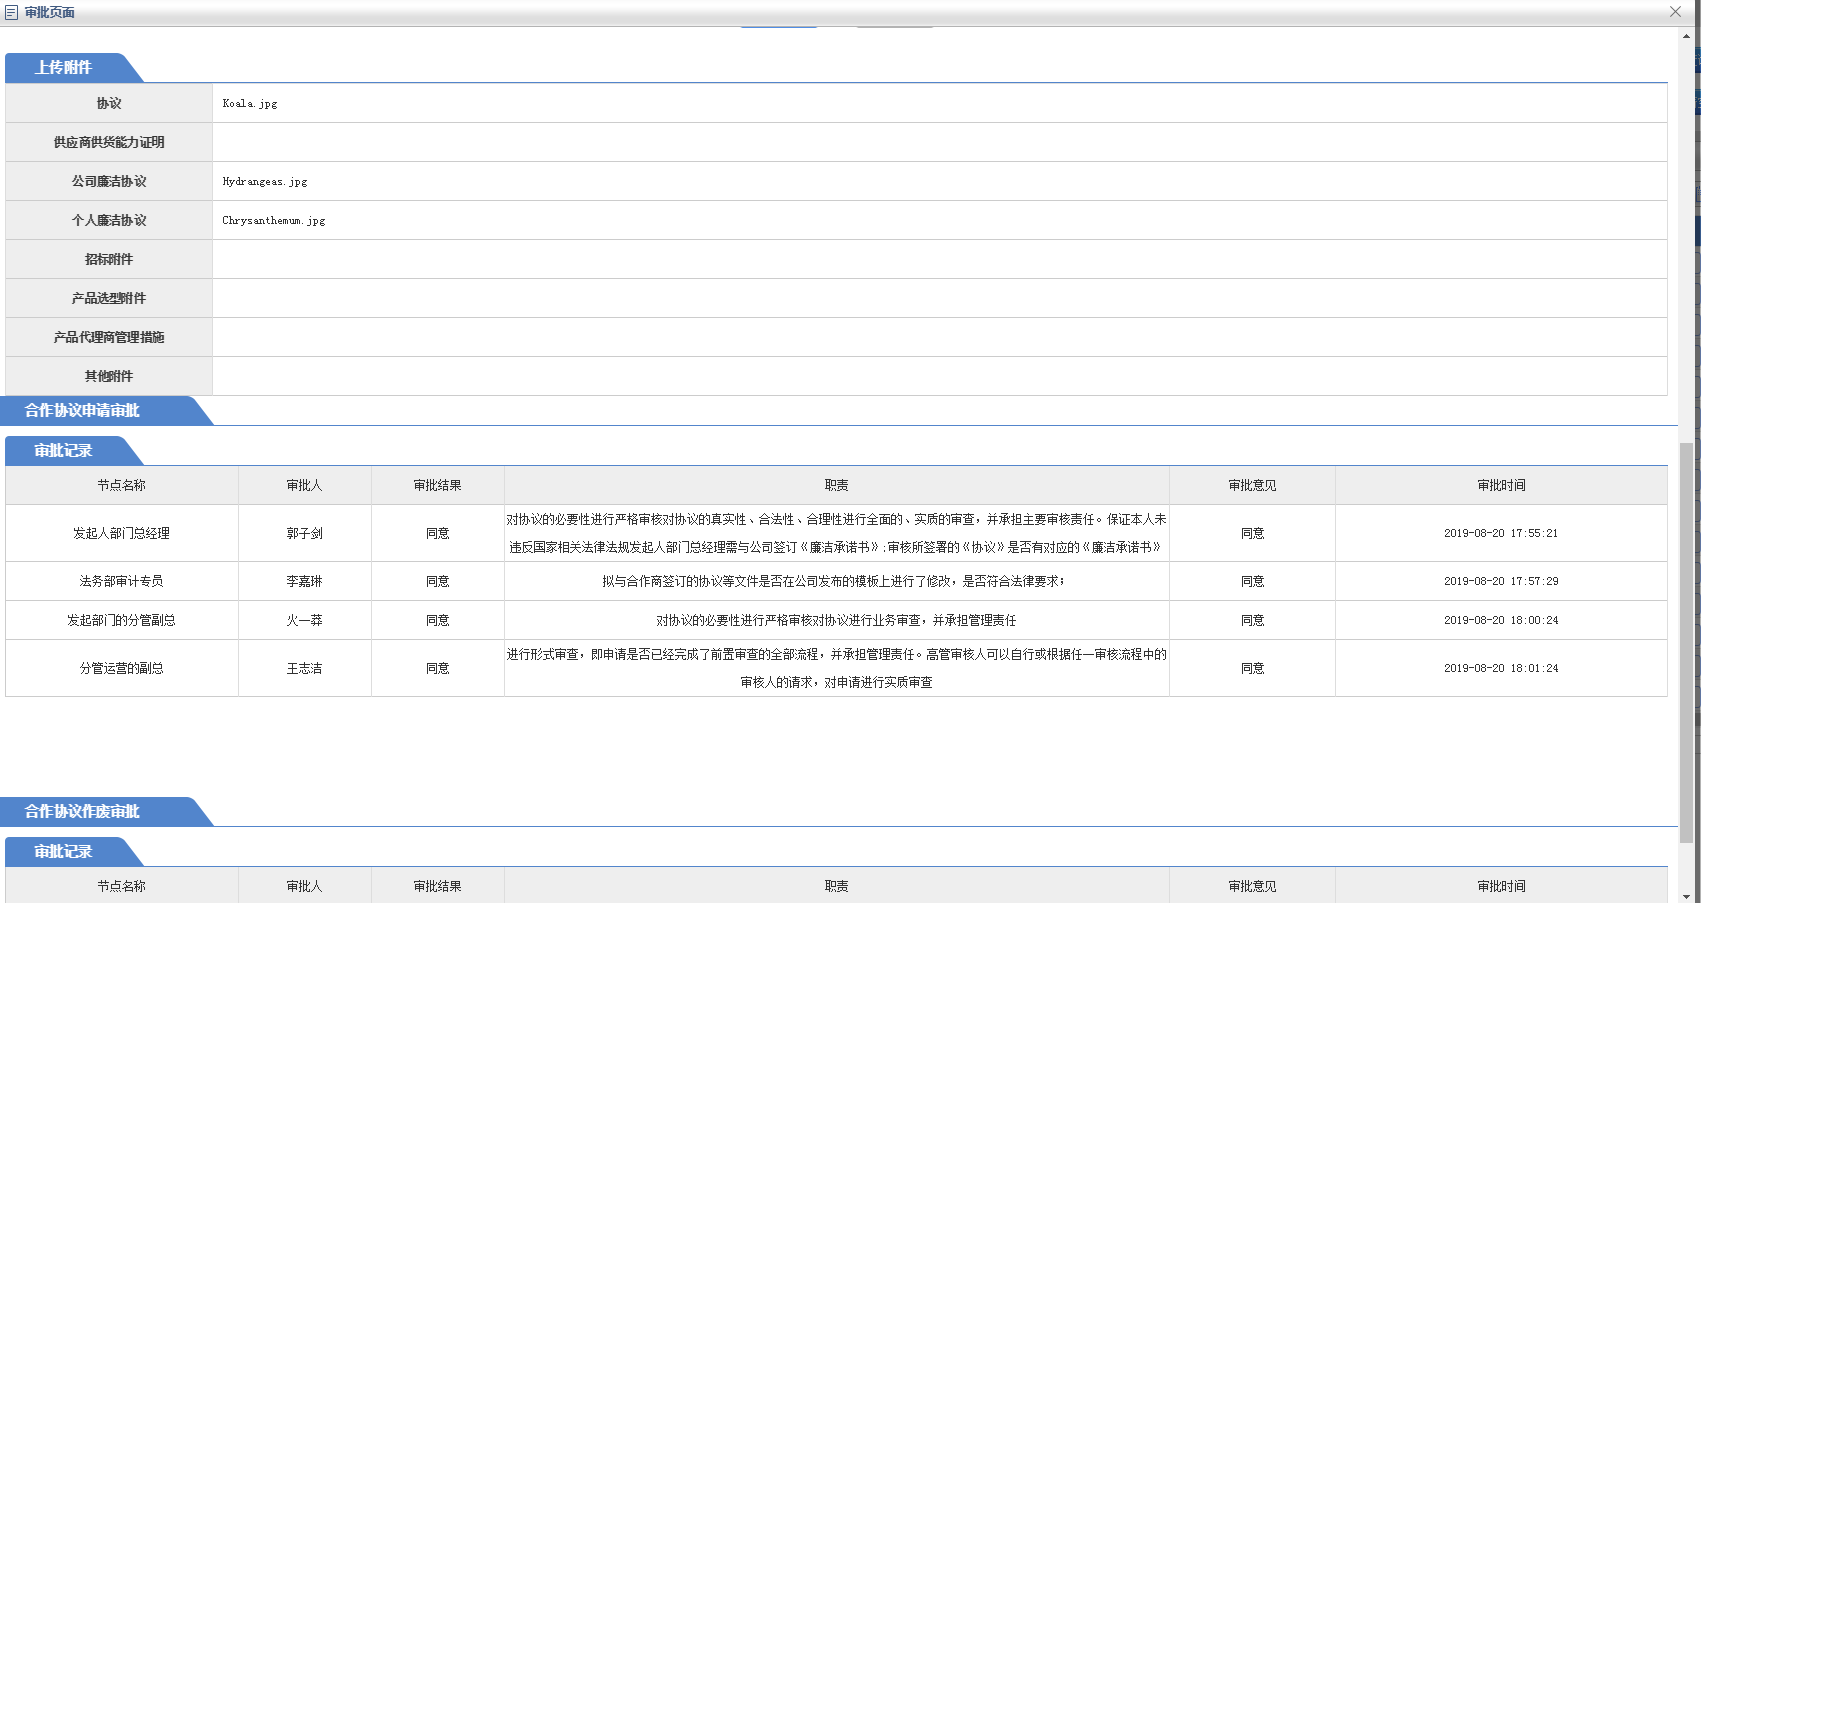 审批页面
上传附件
协议 Koala.jpg
供应商供货能力证明
公司廉洁协议 Hydrangeas.jpg
个人廉洁协议 Chrysanthemum.jpg
招标附件
产品选型附件
产品代理商管理措施
其他附件
合作协议申请审批
审批记录
节点名称 审批人 审批结果 职责 审批意见 审批时间
发起人部门总经理 郭子剑 同意 对协议的必要性进行严格审核对协议的真实性、合法性、合理性进行全面的、实质的审查，并承担主要审核责任。保证本人未
违反国家相关法律法规发起人部门总经理需与公司签订《廉洁承诺书》;审核所签署的《协议》是否有对应的《廉洁承诺书》 同意 2019-08-20 17:55:21
法务部审计专员 李嘉琳 同意 拟与合作商签订的协议等文件是否在公司发布的模板上进行了修改，是否符合法律要求； 同意 2019-08-20 17:57:29
发起部门的分管副总 火一莽 同意 对协议的必要性进行严格审核对协议进行业务审查，并承担管理责任 同意 2019-08-20 18:00:24
分管运营的副总 王志洁 同意 进行形式审查，即申请是否已经完成了前置审查的全部流程，并承担管理责任。高管审核人可以自行或根据任一审核流程中的
审核人的请求，对申请进行实质审查 同意 2019-08-20 18:01:24
合作协议作废审批
审批记录
节点名称 审批人 审批结果 职责 审批意见 审批时间